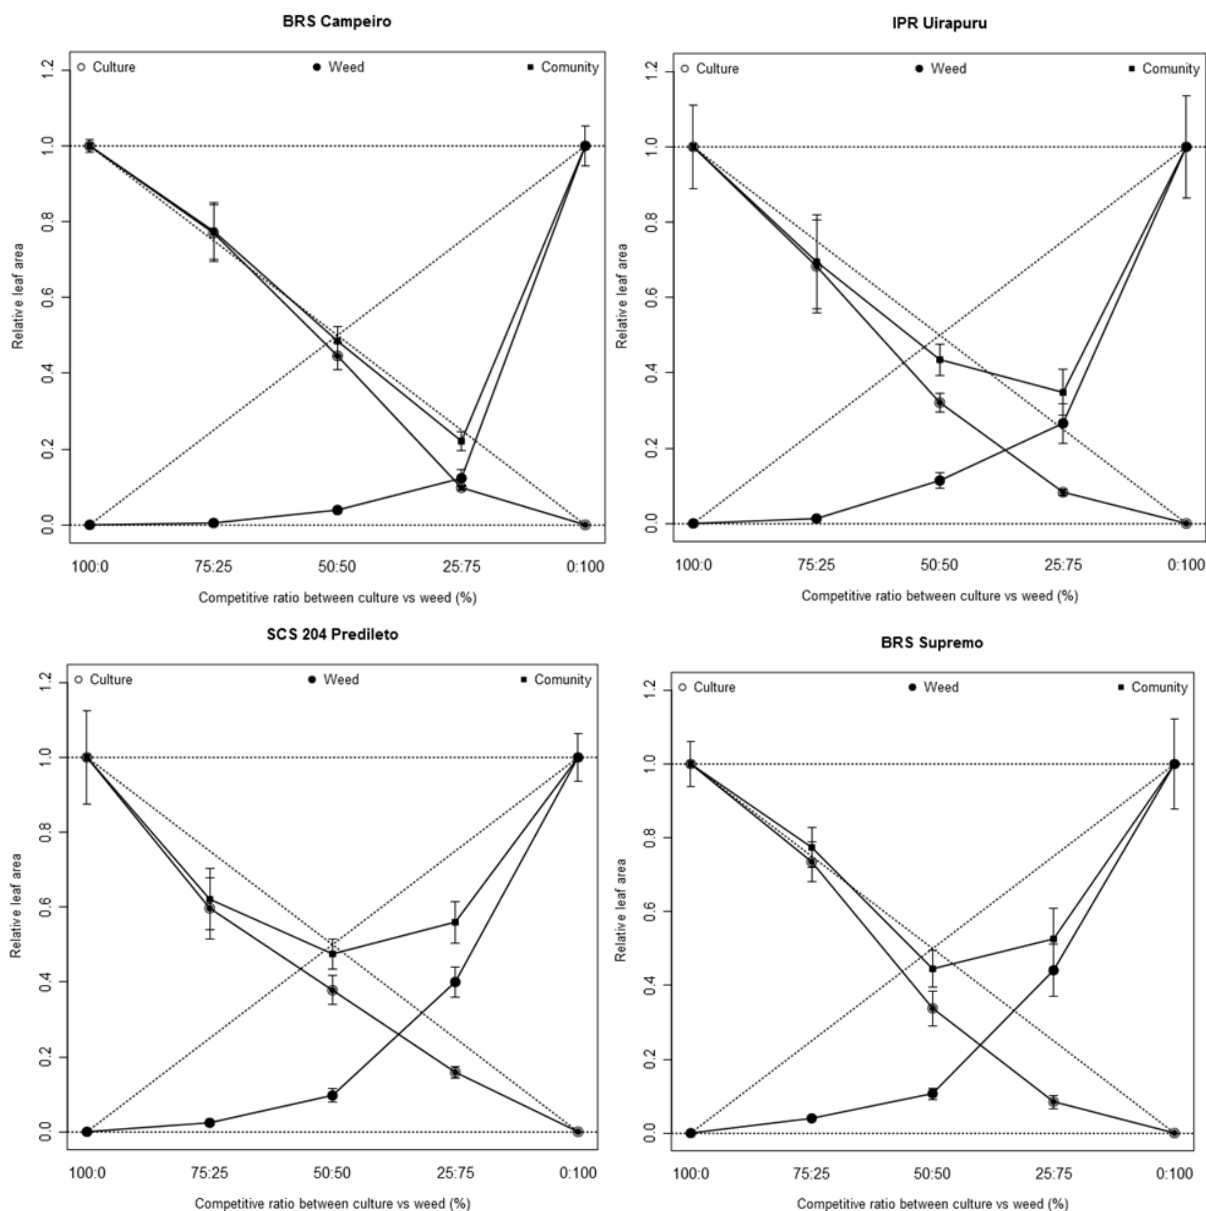 BRS Campeiro
Culture Weed Comunity
Relative leaf area
0.0 0.2 0.4 0.6 0.8 1.0 1.2
100:0 75:25 50:50 25:75 0:100
Competitive ratio between culture vs weed (%)
IPR Uirapuru
Culture Weed Comunity
Relative leaf area
0.0 0.2 0.4 0.6 0.8 1.0 1.2
100:0 75:25 50:50 25:75 0:100
Competitive ratio between culture vs weed (%)
SCS 204 Predileto
Culture Weed Comunity
Relative leaf area
0.0 0.2 0.4 0.6 0.8 1.0 1.2
100:0 75:25 50:50 25:75 0:100
Competitive ratio between culture vs weed (%)
BRS Supremo
Culture Weed Comunity
Relative leaf area
0.0 0.2 0.4 0.6 0.8 1.0 1.2
100:0 75:25 50:50 25:75 0:100
Competitive ratio between culture vs weed (%)